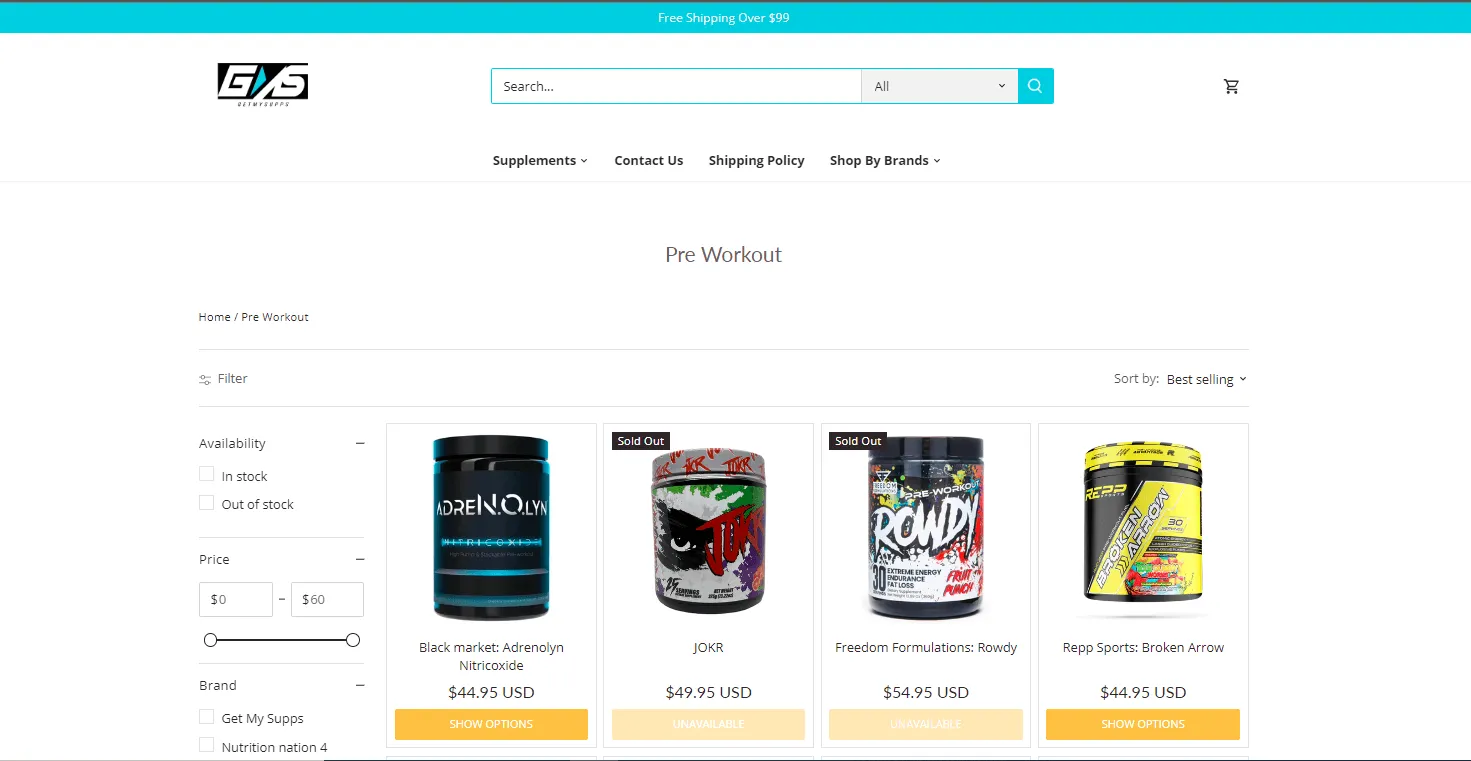 Free Shipping Over $99
GMS
GETMYSUPPS
Search...
All
Supplements
Contact Us
Shipping Policy
Shop By Brands
Pre Workout
Home / Pre Workout
Filter
Sort by: Best selling
Availability
In stock
Out of stock
Price
$0 – $60
Brand
Get My Supps
Nutrition nation 4
ADRENOLYN
NITRICOXIDE
Black market: Adrenolyn
Nitricoxide
$44.95 USD
SHOW OPTIONS
Sold Out
JOKR
JOKR
25 SERVINGS
JOKR
$49.95 USD
UNAVAILABLE
Sold Out
FREEDOM
FORMULATIONS
PRE-WORKOUT
ROWDY
30
EXTREME ENERGY
ENDURANCE
FAT LOSS
FRUIT
PUNCH
Freedom Formulations: Rowdy
$54.95 USD
UNAVAILABLE
REPP
SPORTS
BROKEN
ARROW
30
SERVINGS
Repp Sports: Broken Arrow
$44.95 USD
SHOW OPTIONS